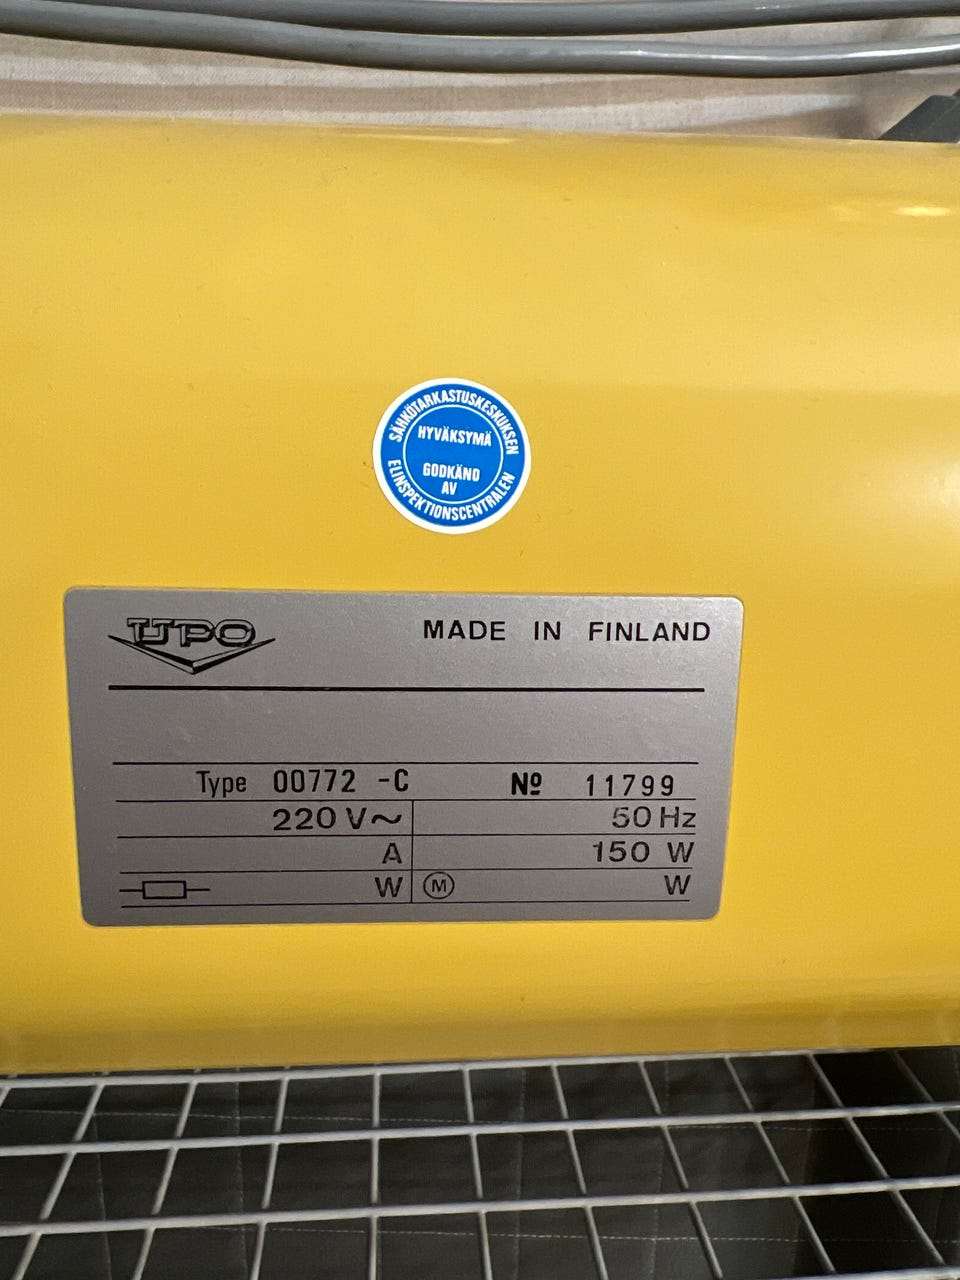 SÄHKÖTARKASTUSKESKUKSEN
HYVÄKSYMÄ
GODKÄND
AV
ELINSPEKTIONSCENTRALEN
UPO MADE IN FINLAND
Type 00772 -C Nº 11799
220 V~ 50 Hz
A 150 W
W M W